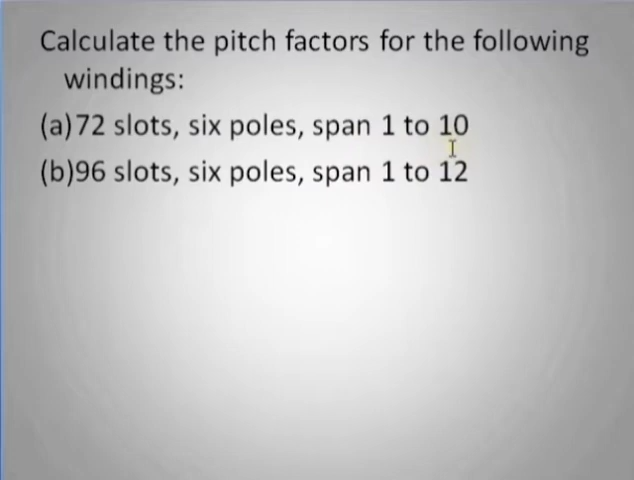 Calculate the pitch factors for the following
windings:
(a)72 slots, six poles, span 1 to 10
(b)96 slots, six poles, span 1 to 12